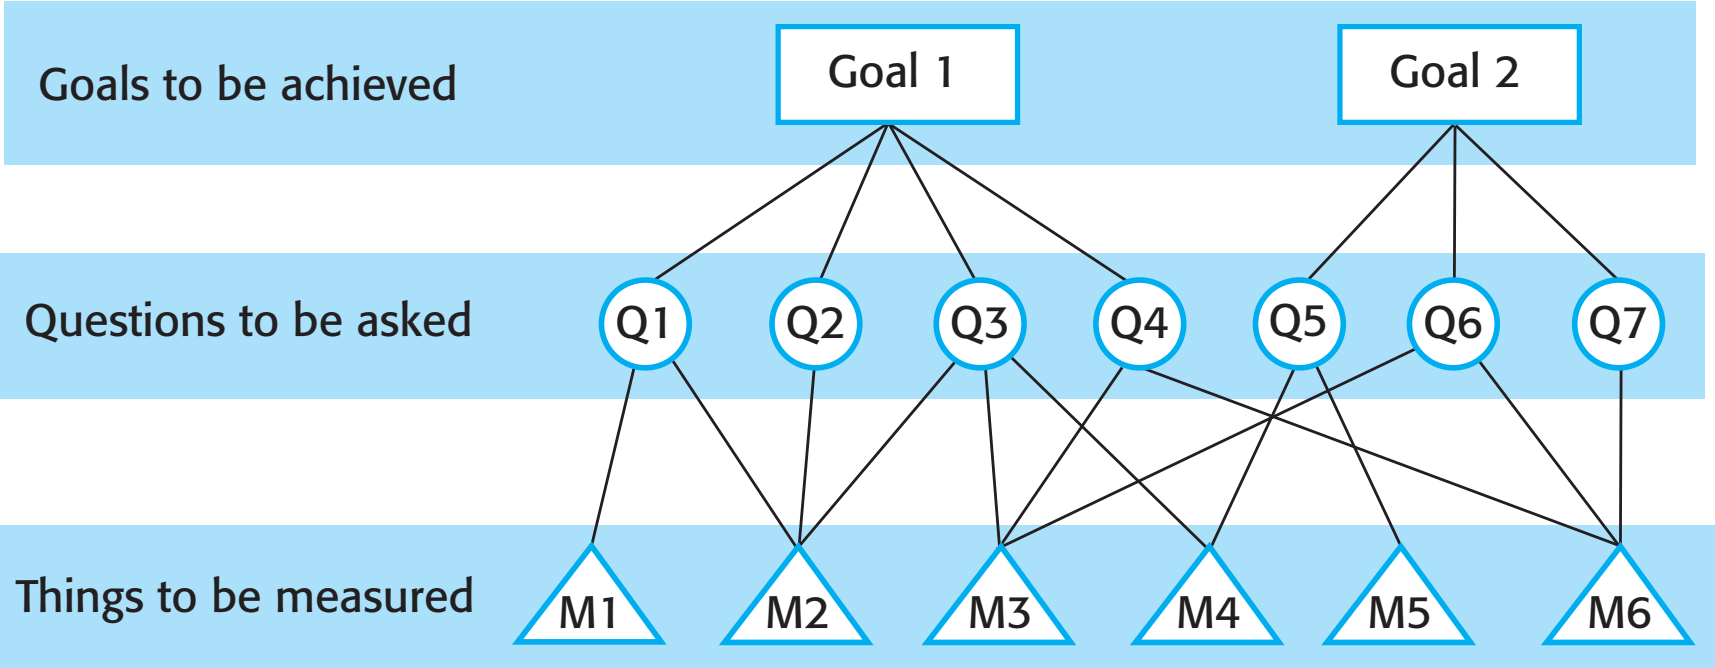 Goals to be achieved
Goal 1
Goal 2
Questions to be asked
Q1
Q2
Q3
Q4
Q5
Q6
Q7
Things to be measured
M1
M2
M3
M4
M5
M6